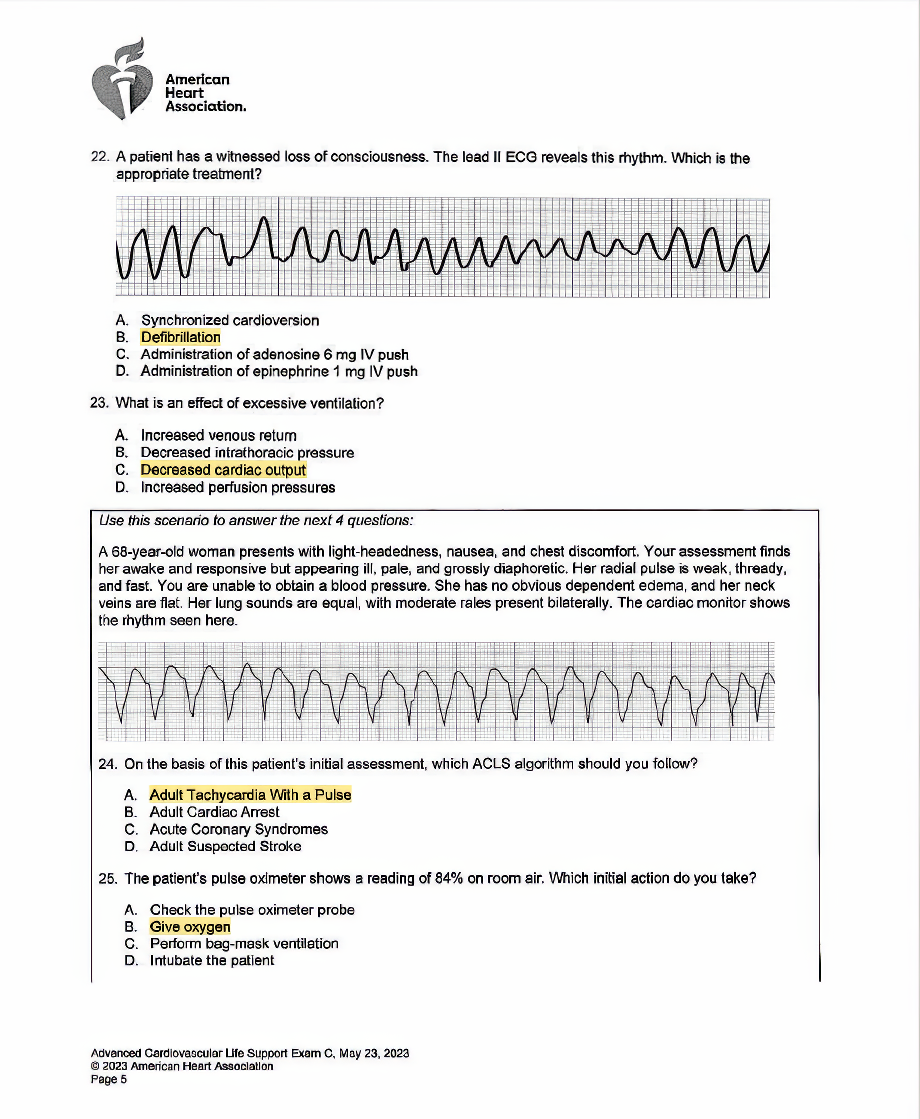 American
Heart
Association.
22. A patient has a witnessed loss of consciousness. The lead II ECG reveals this rhythm. Which is the
appropriate treatment?
A. Synchronized cardioversion
B. Defibrillation
C. Administration of adenosine 6 mg IV push
D. Administration of epinephrine 1 mg IV push
23. What is an effect of excessive ventilation?
A. Increased venous return
B. Decreased intrathoracic pressure
C. Decreased cardiac output
D. Increased perfusion pressures
Use this scenario to answer the next 4 questions:
A 68-year-old woman presents with light-headedness, nausea, and chest discomfort. Your assessment finds
her awake and responsive but appearing ill, pale, and grossly diaphoretic. Her radial pulse is weak, thready,
and fast. You are unable to obtain a blood pressure. She has no obvious dependent edema, and her neck
veins are flat. Her lung sounds are equal, with moderate rales present bilaterally. The cardiac monitor shows
the rhythm seen here.
24. On the basis of this patient's initial assessment, which ACLS algorithm should you follow?
A. Adult Tachycardia With a Pulse
B. Adult Cardiac Arrest
C. Acute Coronary Syndromes
D. Adult Suspected Stroke
25. The patient's pulse oximeter shows a reading of 84% on room air. Which initial action do you take?
A. Check the pulse oximeter probe
B. Give oxygen
C. Perform bag-mask ventilation
D. Intubate the patient
Advanced Cardiovascular Life Support Exam C, May 23, 2023
© 2023 American Heart Association
Page 5